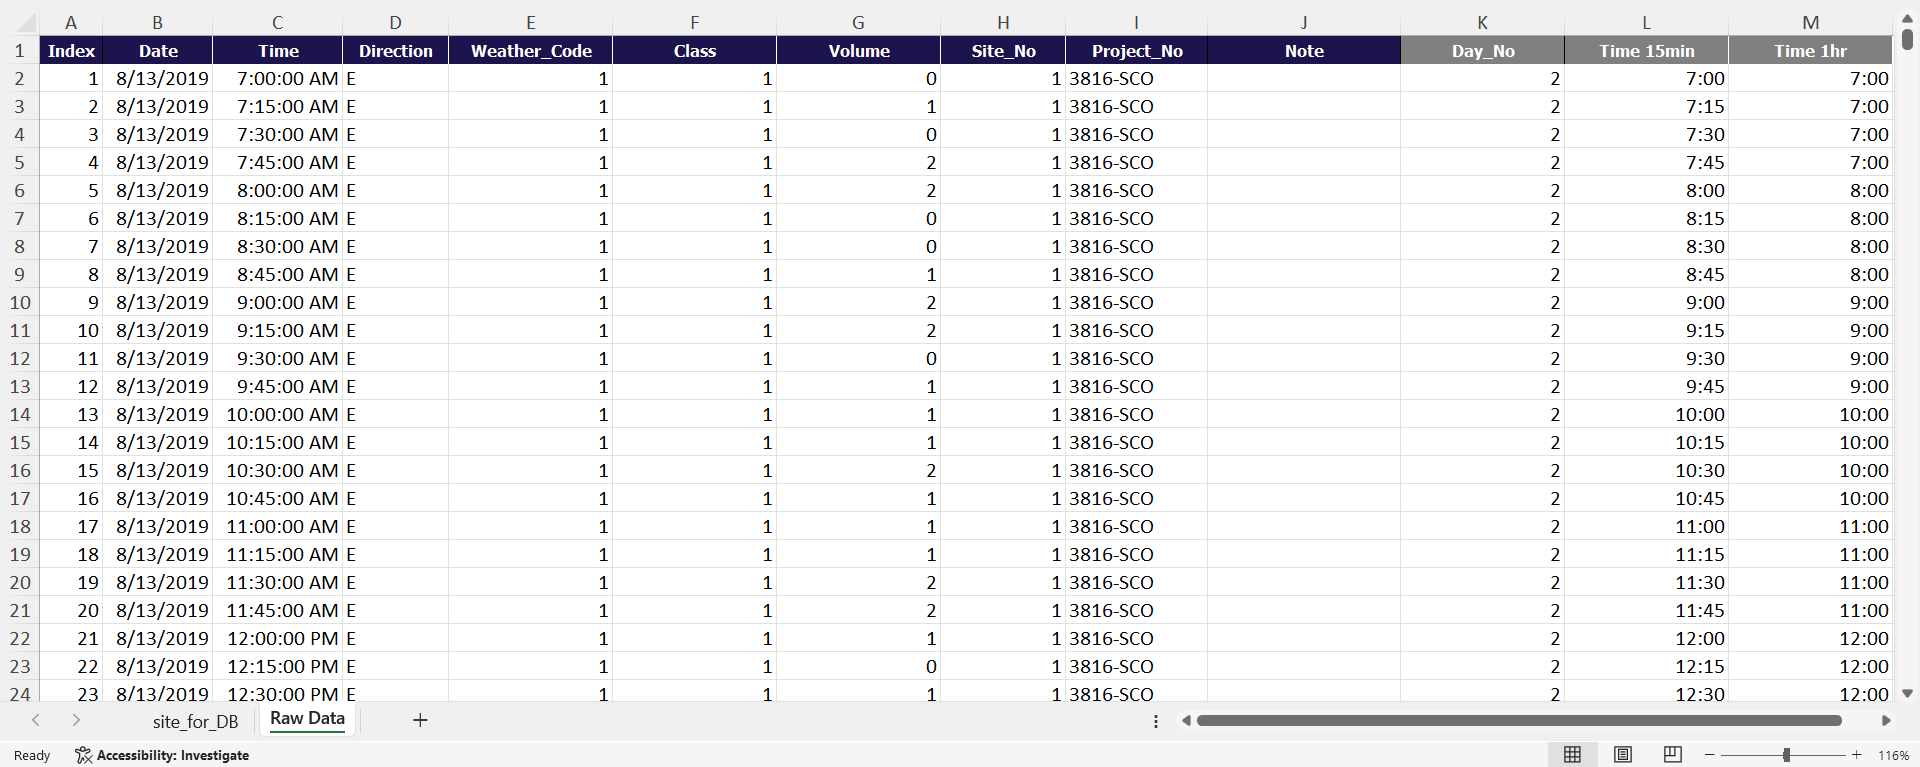 A B C D E F G H I J K L M
1 Index Date Time Direction Weather_Code Class Volume Site_No Project_No Note Day_No Time 15min Time 1hr
2 1 8/13/2019 7:00:00 AM E 1 1 0 1 3816-SCO 2 7:00 7:00
3 2 8/13/2019 7:15:00 AM E 1 1 1 1 3816-SCO 2 7:15 7:00
4 3 8/13/2019 7:30:00 AM E 1 1 0 1 3816-SCO 2 7:30 7:00
5 4 8/13/2019 7:45:00 AM E 1 1 2 1 3816-SCO 2 7:45 7:00
6 5 8/13/2019 8:00:00 AM E 1 1 2 1 3816-SCO 2 8:00 8:00
7 6 8/13/2019 8:15:00 AM E 1 1 0 1 3816-SCO 2 8:15 8:00
8 7 8/13/2019 8:30:00 AM E 1 1 0 1 3816-SCO 2 8:30 8:00
9 8 8/13/2019 8:45:00 AM E 1 1 1 1 3816-SCO 2 8:45 8:00
10 9 8/13/2019 9:00:00 AM E 1 1 2 1 3816-SCO 2 9:00 9:00
11 10 8/13/2019 9:15:00 AM E 1 1 2 1 3816-SCO 2 9:15 9:00
12 11 8/13/2019 9:30:00 AM E 1 1 0 1 3816-SCO 2 9:30 9:00
13 12 8/13/2019 9:45:00 AM E 1 1 1 1 3816-SCO 2 9:45 9:00
14 13 8/13/2019 10:00:00 AM E 1 1 1 1 3816-SCO 2 10:00 10:00
15 14 8/13/2019 10:15:00 AM E 1 1 1 1 3816-SCO 2 10:15 10:00
16 15 8/13/2019 10:30:00 AM E 1 1 2 1 3816-SCO 2 10:30 10:00
17 16 8/13/2019 10:45:00 AM E 1 1 1 1 3816-SCO 2 10:45 10:00
18 17 8/13/2019 11:00:00 AM E 1 1 1 1 3816-SCO 2 11:00 11:00
19 18 8/13/2019 11:15:00 AM E 1 1 1 1 3816-SCO 2 11:15 11:00
20 19 8/13/2019 11:30:00 AM E 1 1 2 1 3816-SCO 2 11:30 11:00
21 20 8/13/2019 11:45:00 AM E 1 1 2 1 3816-SCO 2 11:45 11:00
22 21 8/13/2019 12:00:00 PM E 1 1 1 1 3816-SCO 2 12:00 12:00
23 22 8/13/2019 12:15:00 PM E 1 1 0 1 3816-SCO 2 12:15 12:00
24 23 8/13/2019 12:30:00 PM E 1 1 1 1 3816-SCO 2 12:30 12:00
site_for_DB Raw Data
Ready Accessibility: Investigate 116%